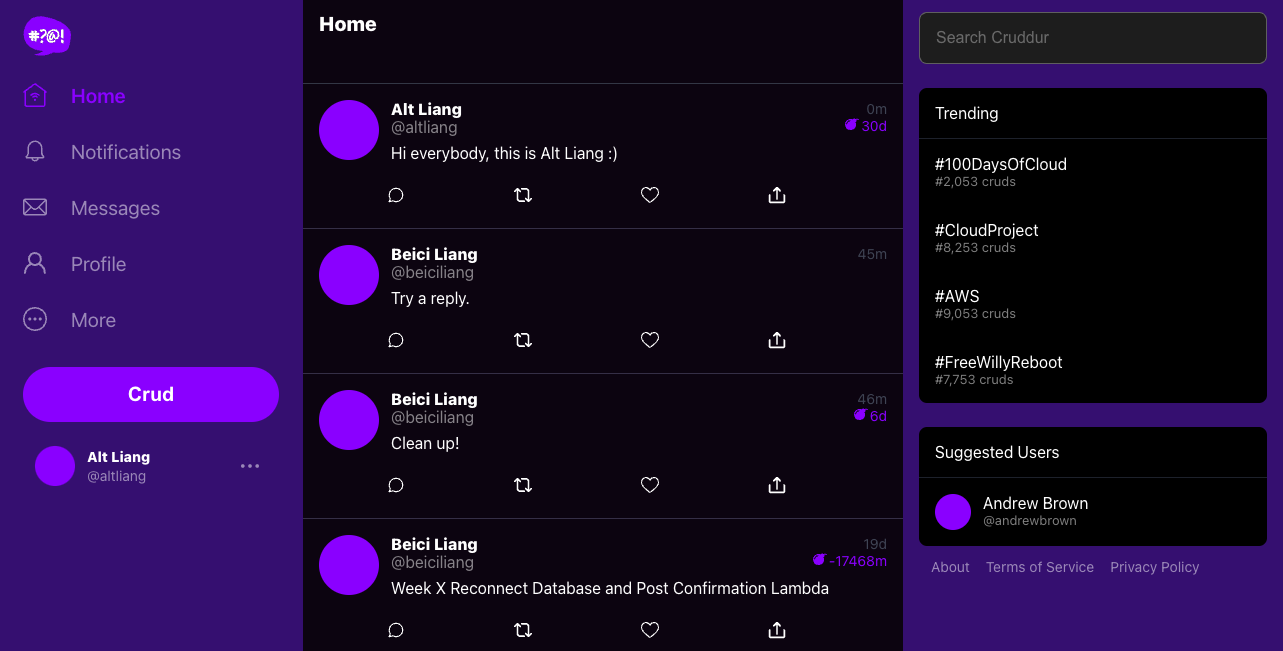 #?@!
Home
Notifications
Messages
Profile
More
Crud
Alt Liang
@altliang
Home
Alt Liang
0m
@altliang
30d
Hi everybody, this is Alt Liang :)
Beici Liang
45m
@beiciliang
Try a reply.
Beici Liang
46m
@beiciliang
6d
Clean up!
Beici Liang
19d
@beiciliang
-17468m
Week X Reconnect Database and Post Confirmation Lambda
Search Cruddur
Trending
#100DaysOfCloud
#2,053 cruds
#CloudProject
#8,253 cruds
#AWS
#9,053 cruds
#FreeWillyReboot
#7,753 cruds
Suggested Users
Andrew Brown
@andrewbrown
About Terms of Service Privacy Policy